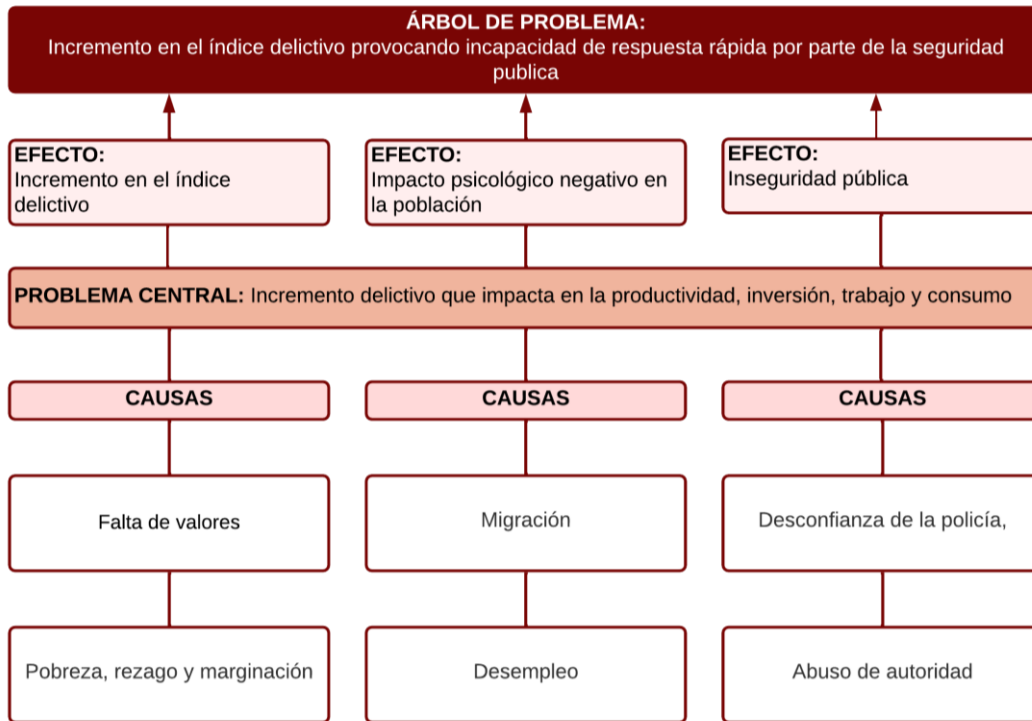 ÁRBOL DE PROBLEMA:
Incremento en el índice delictivo provocando incapacidad de respuesta rápida por parte de la seguridad
publica
EFECTO:
Incremento en el índice
delictivo
EFECTO:
Impacto psicológico negativo en
la población
EFECTO:
Inseguridad pública
PROBLEMA CENTRAL: Incremento delictivo que impacta en la productividad, inversión, trabajo y consumo
CAUSAS
CAUSAS
CAUSAS
Falta de valores
Migración
Desconfianza de la policía,
Pobreza, rezago y marginación
Desempleo
Abuso de autoridad